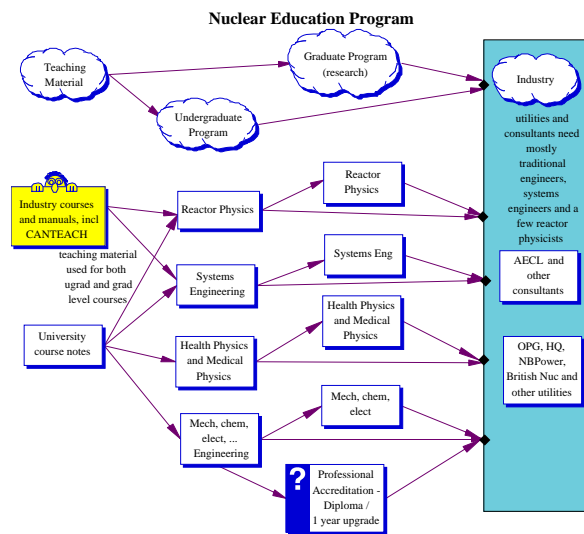 Nuclear Education Program
Teaching
Material
Graduate Program
(research)
Undergraduate
Program
Industry
utilities and
consultants need
mostly
traditional
engineers,
systems
engineers and a
few reactor
physicists
Industry courses
and manuals, incl
CANTEACH
teaching material
used for both
ugrad and grad
level courses
University
course notes
Reactor Physics
Reactor
Physics
Systems
Engineering
Systems Eng
Health Physics
and Medical
Physics
Health Physics
and Medical
Physics
Mech, chem,
elect, ...
Engineering
Mech, chem,
elect
?
Professional
Accreditation -
Diploma /
1 year upgrade
AECL and
other
consultants
OPG, HQ,
NBPower,
British Nuc and
other utilities